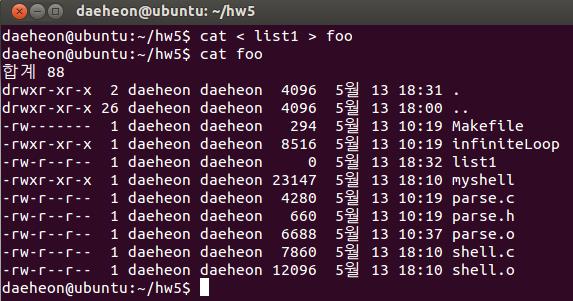 daeheon@ubuntu: ~/hw5
daeheon@ubuntu:~/hw5$ cat < list1 > foo
daeheon@ubuntu:~/hw5$ cat foo
합계 88
drwxr-xr-x  2 daeheon daeheon  4096  5월 13 18:31 .
drwxr-xr-x 26 daeheon daeheon  4096  5월 13 18:00 ..
-rw-------  1 daeheon daeheon   294  5월 13 10:19 Makefile
-rwxr-xr-x  1 daeheon daeheon  8516  5월 13 10:19 infiniteLoop
-rw-r--r--  1 daeheon daeheon     0  5월 13 18:32 list1
-rwxr-xr-x  1 daeheon daeheon 23147  5월 13 18:10 myshell
-rw-r--r--  1 daeheon daeheon  4280  5월 13 10:19 parse.c
-rw-r--r--  1 daeheon daeheon   660  5월 13 10:19 parse.h
-rw-r--r--  1 daeheon daeheon  6688  5월 13 10:37 parse.o
-rw-r--r--  1 daeheon daeheon  7860  5월 13 18:10 shell.c
-rw-r--r--  1 daeheon daeheon 12096  5월 13 18:10 shell.o
daeheon@ubuntu:~/hw5$